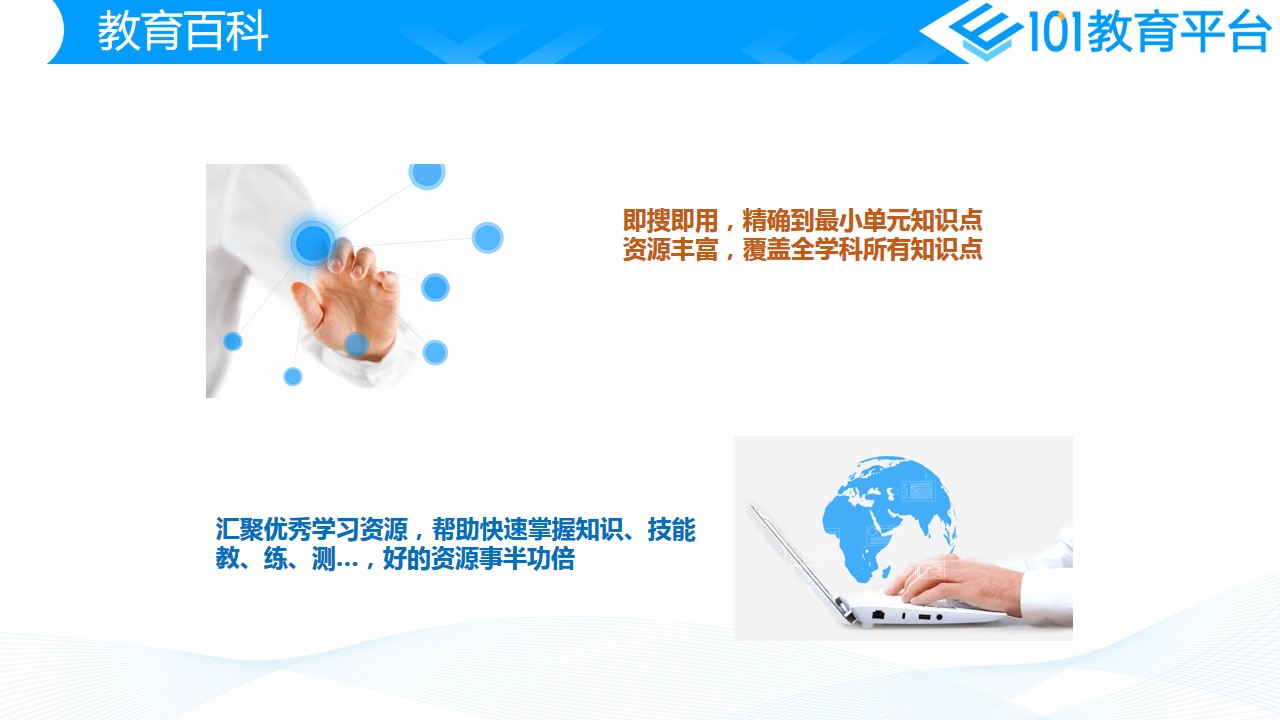 教育百科
101教育平台
即搜即用，精确到最小单元知识点
资源丰富，覆盖全学科所有知识点
汇聚优秀学习资源，帮助快速掌握知识、技能
教、练、测...，好的资源事半功倍